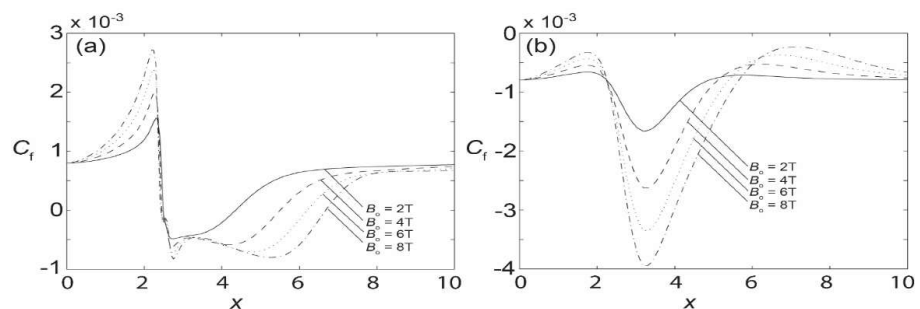 x 10⁻³
(a)
3
2
1
0
-1
C_f
B_o = 2T
B_o = 4T
B_o = 6T
B_o = 8T
0 2 4 6 8 10
x
x 10⁻³
(b)
0
-1
-2
-3
-4
C_f
B_o = 2T
B_o = 4T
B_o = 6T
B_o = 8T
0 2 4 6 8 10
x